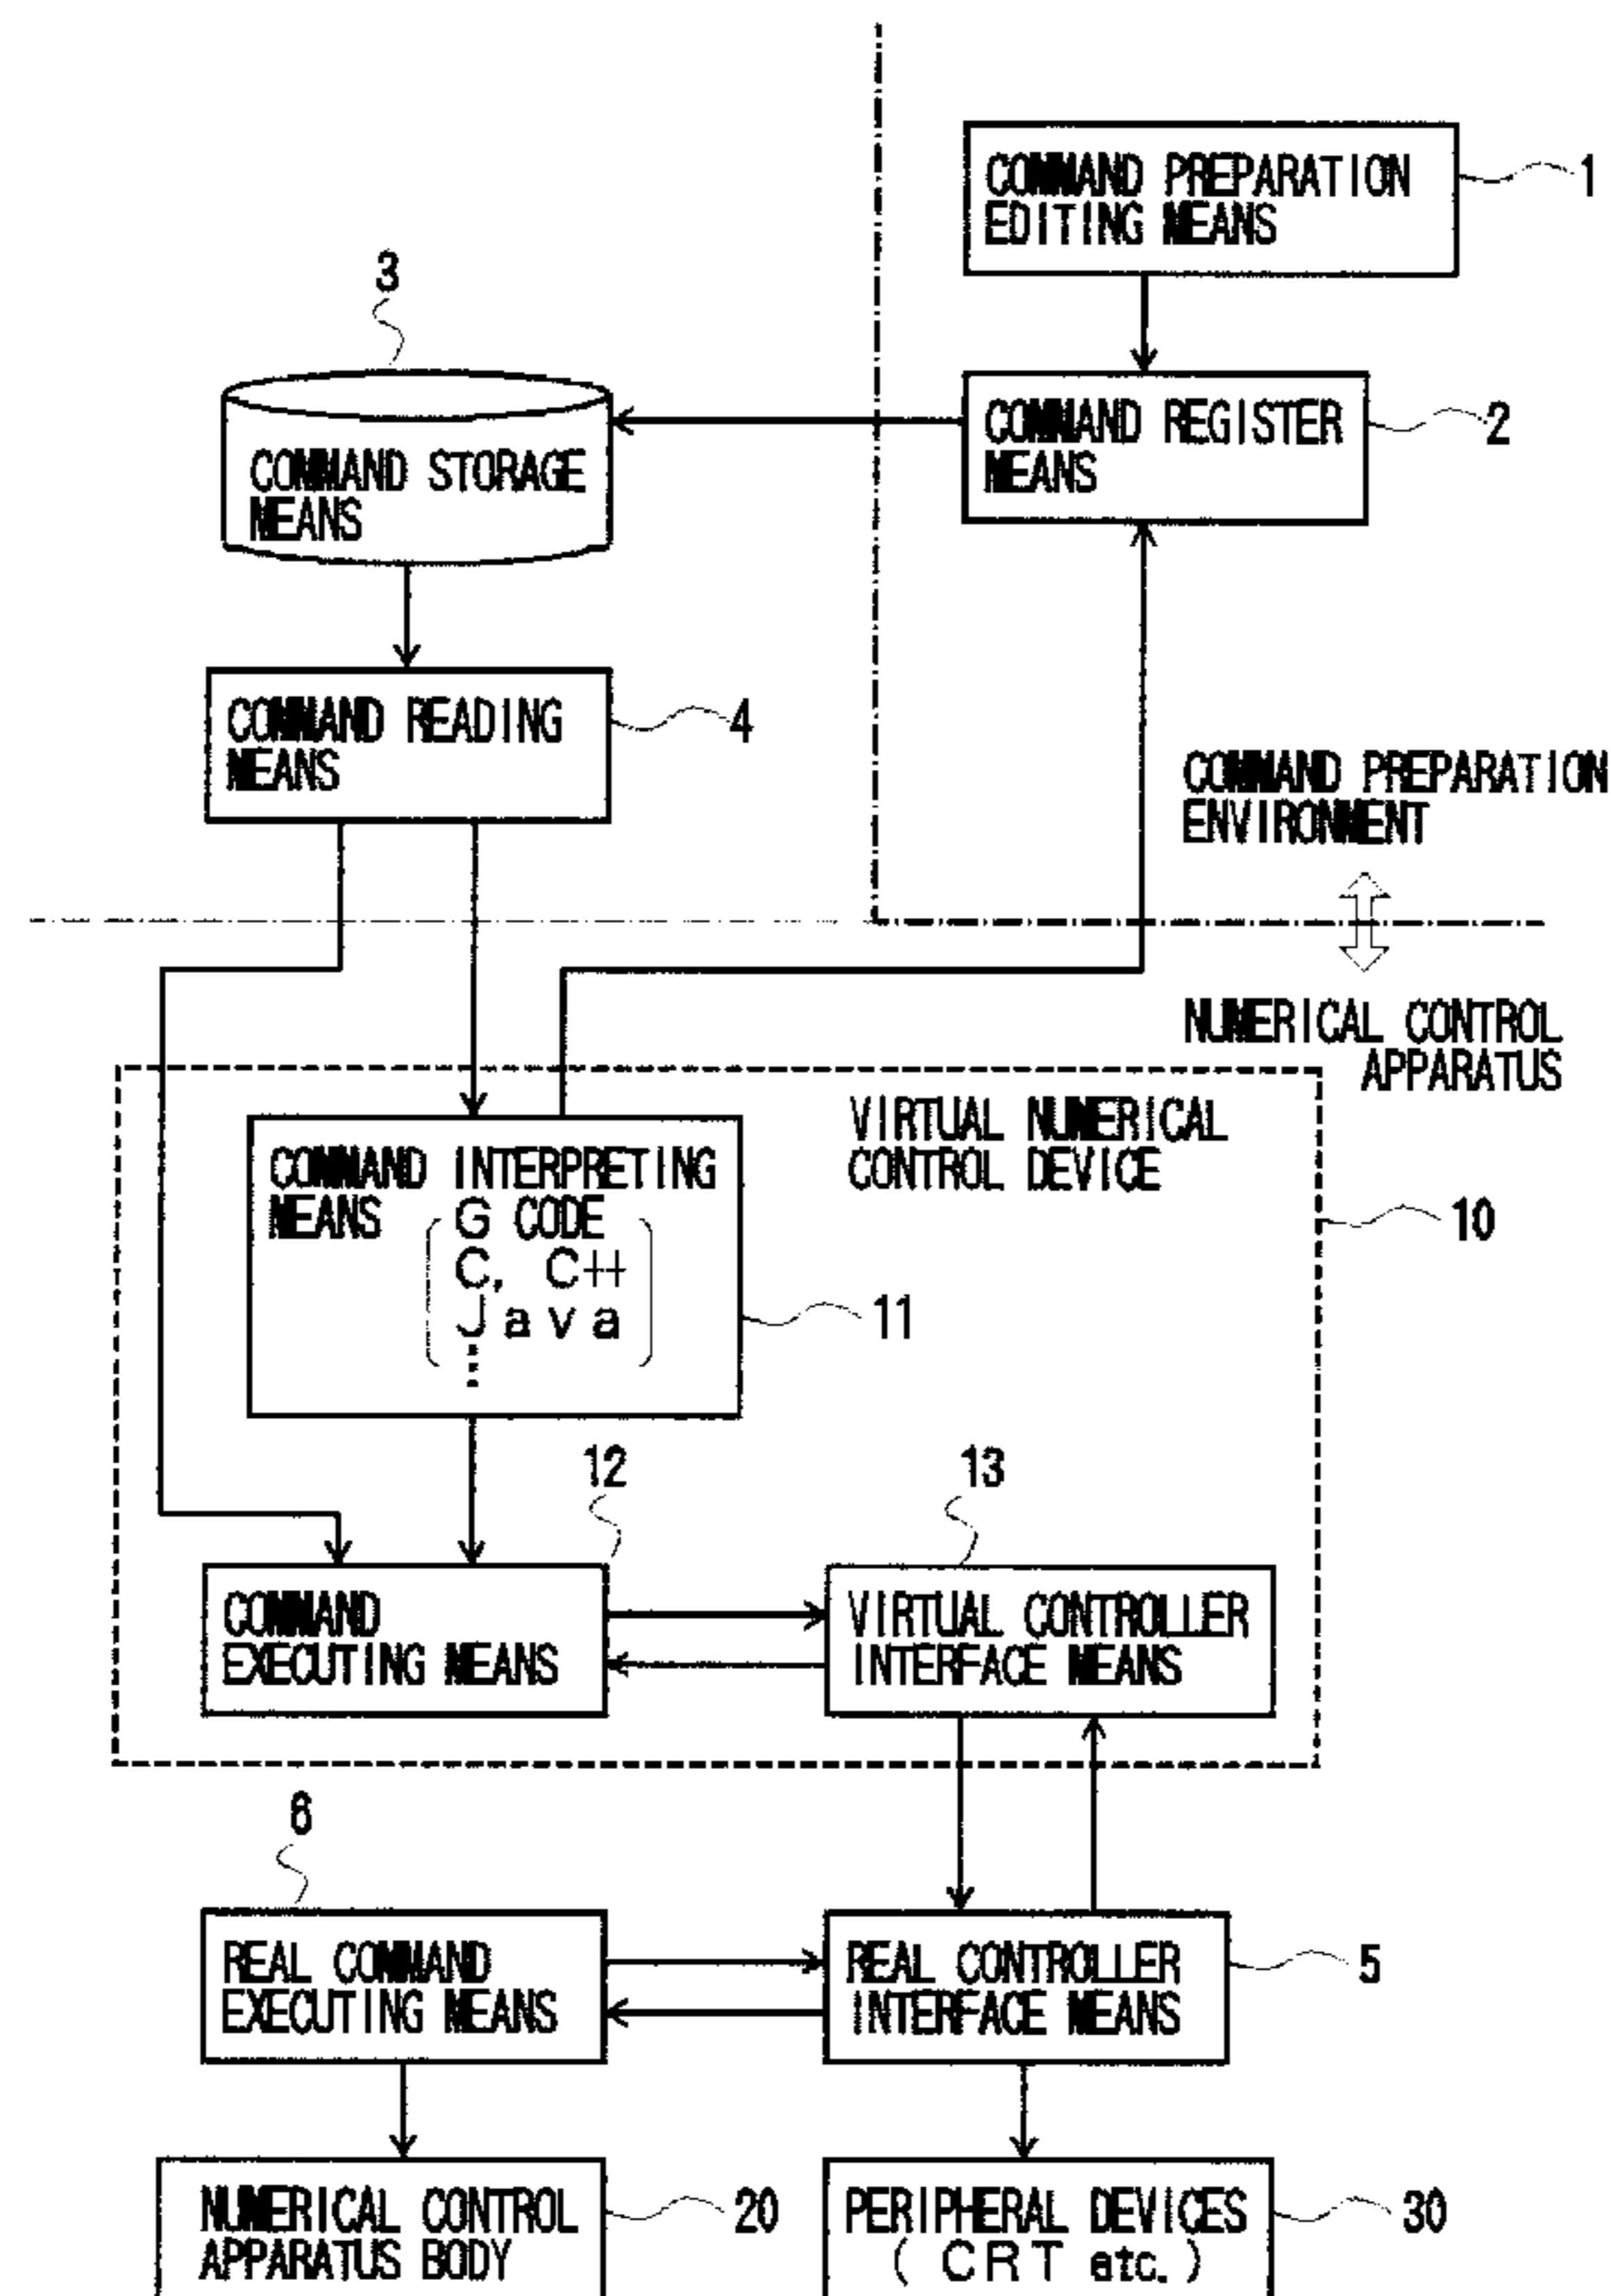 COMMAND PREPARATION
EDITING MEANS
1
3
COMMAND REGISTER
MEANS
2
COMMAND STORAGE
MEANS
COMMAND READING
MEANS
4
COMMAND PREPARATION
ENVIRONMENT
NUMERICAL CONTROL
APPARATUS
VIRTUAL NUMERICAL
CONTROL DEVICE
10
COMMAND INTERPRETING
MEANS
G CODE
C, C++
Java
11
12
13
COMMAND
EXECUTING MEANS
VIRTUAL CONTROLLER
INTERFACE MEANS
6
REAL COMMAND
EXECUTING MEANS
REAL CONTROLLER
INTERFACE MEANS
5
NUMERICAL CONTROL
APPARATUS BODY
20
PERIPHERAL DEVICES
( CRT etc. )
30